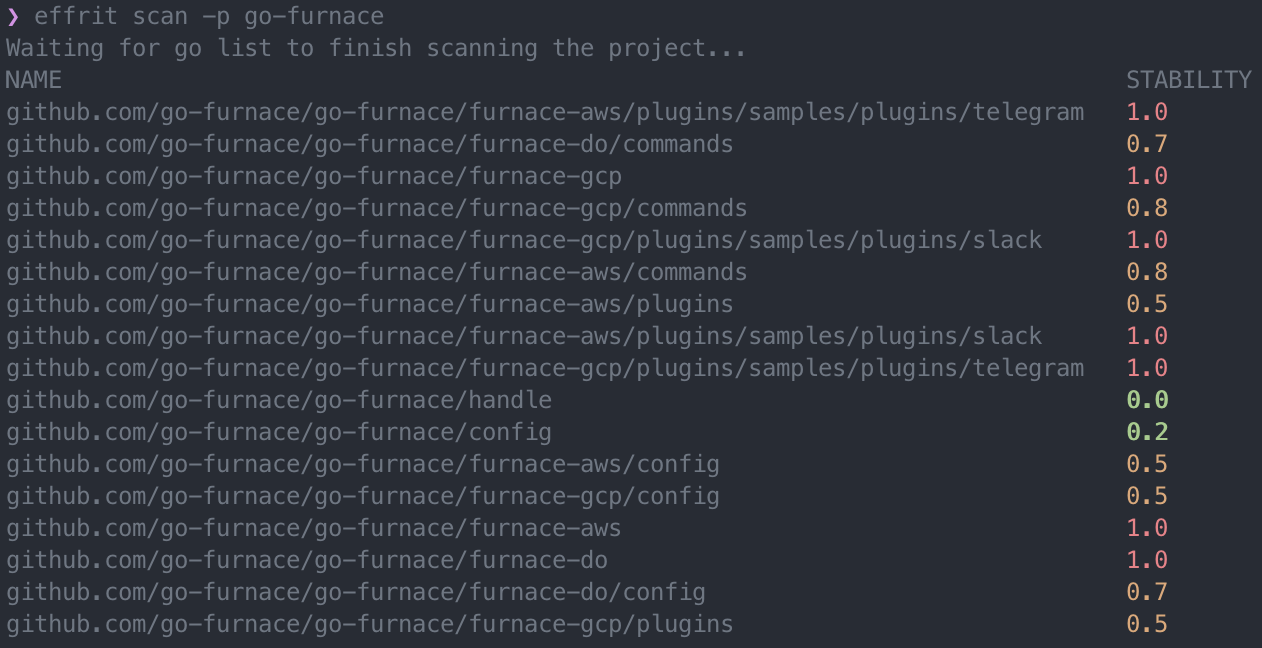 ❯ effrit scan -p go-furnace
Waiting for go list to finish scanning the project...
NAME STABILITY
github.com/go-furnace/go-furnace/furnace-aws/plugins/samples/plugins/telegram 1.0
github.com/go-furnace/go-furnace/furnace-do/commands 0.7
github.com/go-furnace/go-furnace/furnace-gcp 1.0
github.com/go-furnace/go-furnace/furnace-gcp/commands 0.8
github.com/go-furnace/go-furnace/furnace-gcp/plugins/samples/plugins/slack 1.0
github.com/go-furnace/go-furnace/furnace-aws/commands 0.8
github.com/go-furnace/go-furnace/furnace-aws/plugins 0.5
github.com/go-furnace/go-furnace/furnace-aws/plugins/samples/plugins/slack 1.0
github.com/go-furnace/go-furnace/furnace-gcp/plugins/samples/plugins/telegram 1.0
github.com/go-furnace/go-furnace/handle 0.0
github.com/go-furnace/go-furnace/config 0.2
github.com/go-furnace/go-furnace/furnace-aws/config 0.5
github.com/go-furnace/go-furnace/furnace-gcp/config 0.5
github.com/go-furnace/go-furnace/furnace-aws 1.0
github.com/go-furnace/go-furnace/furnace-do 1.0
github.com/go-furnace/go-furnace/furnace-do/config 0.7
github.com/go-furnace/go-furnace/furnace-gcp/plugins 0.5